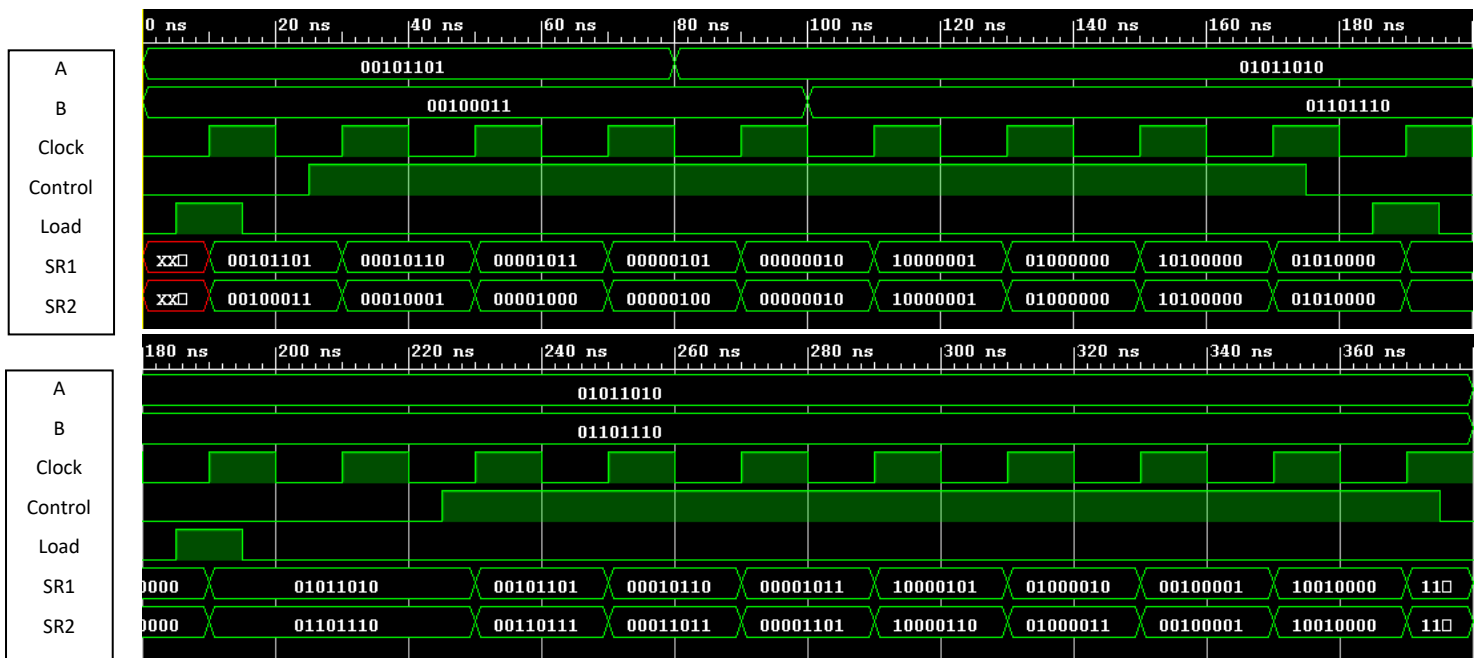 0 ns 20 ns 40 ns 60 ns 80 ns 100 ns 120 ns 140 ns 160 ns 180 ns
A 00101101 01011010
B 00100011 01101110
Clock
Control
Load
SR1 XX□ 00101101 00010110 00001011 00000101 00000010 10000001 01000000 10100000 01010000
SR2 XX□ 00100011 00010001 00001000 00000100 00000010 10000001 01000000 10100000 01010000
180 ns 200 ns 220 ns 240 ns 260 ns 280 ns 300 ns 320 ns 340 ns 360 ns
A 01011010
B 01101110
Clock
Control
Load
SR1 0000 01011010 00101101 00010110 00001011 10000101 01000010 00100001 10010000 11□
SR2 0000 01101110 00110111 00011011 00001101 10000110 01000011 00100001 10010000 11□